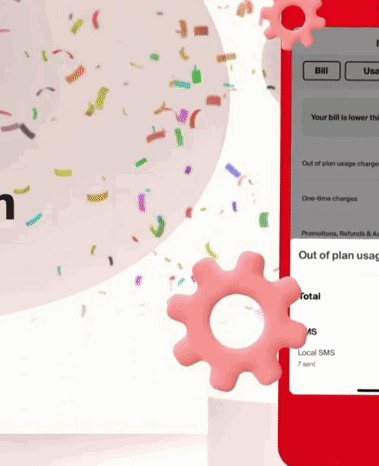 n
Bill
Usa
Your bill is lower thi
Out of plan usage charge
One-time charges
Promotions, Refunds & A
Out of plan usag
Total
MS
Local SMS
7 sent